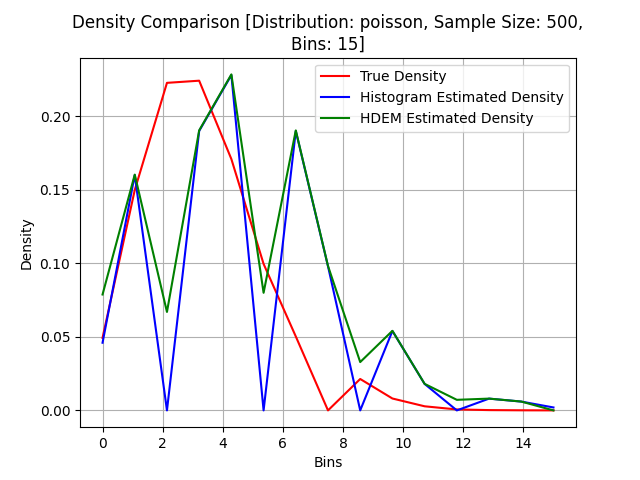 Density Comparison [Distribution: poisson, Sample Size: 500,
Bins: 15]
True Density
Histogram Estimated Density
HDEM Estimated Density
Density
0.20
0.15
0.10
0.05
0.00
0 2 4 6 8 10 12 14
Bins